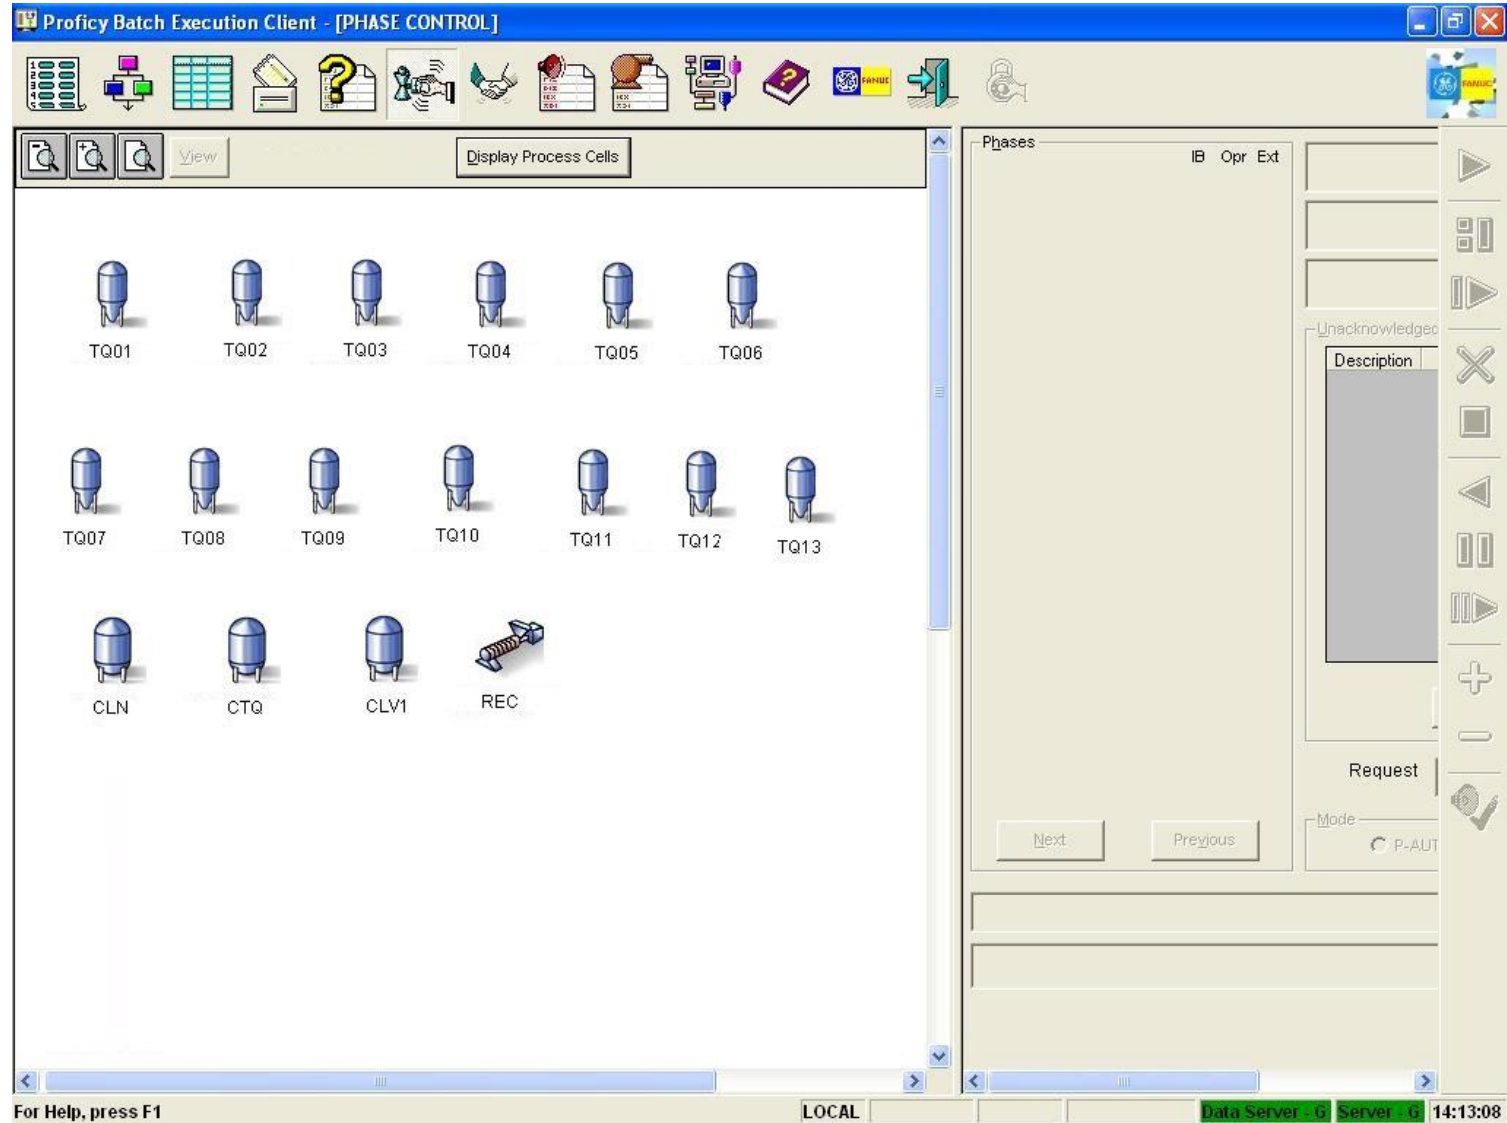 Proficy Batch Execution Client - [PHASE CONTROL]
FANUC
FANUC
View
Display Process Cells
Phases
IB Opr Ext
TQ01
TQ02
TQ03
TQ04
TQ05
TQ06
Unacknowledged
Description
TQ07
TQ08
TQ09
TQ10
TQ11
TQ12
TQ13
CLN
CTQ
CLV1
REC
Request
Next
Previous
Mode
P-AUT
For Help, press F1
LOCAL
Data Server - G
Server - G
14:13:08